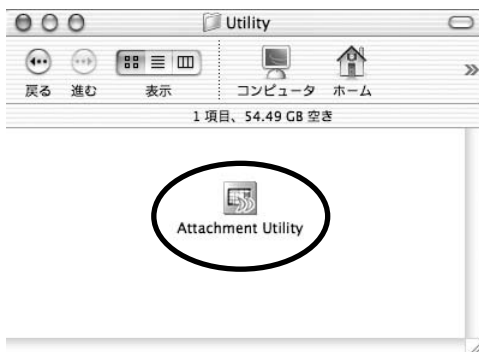 Utility
戻る 進む 表示 コンピュータ ホーム
1 項目、54.49 GB 空き
Attachment Utility